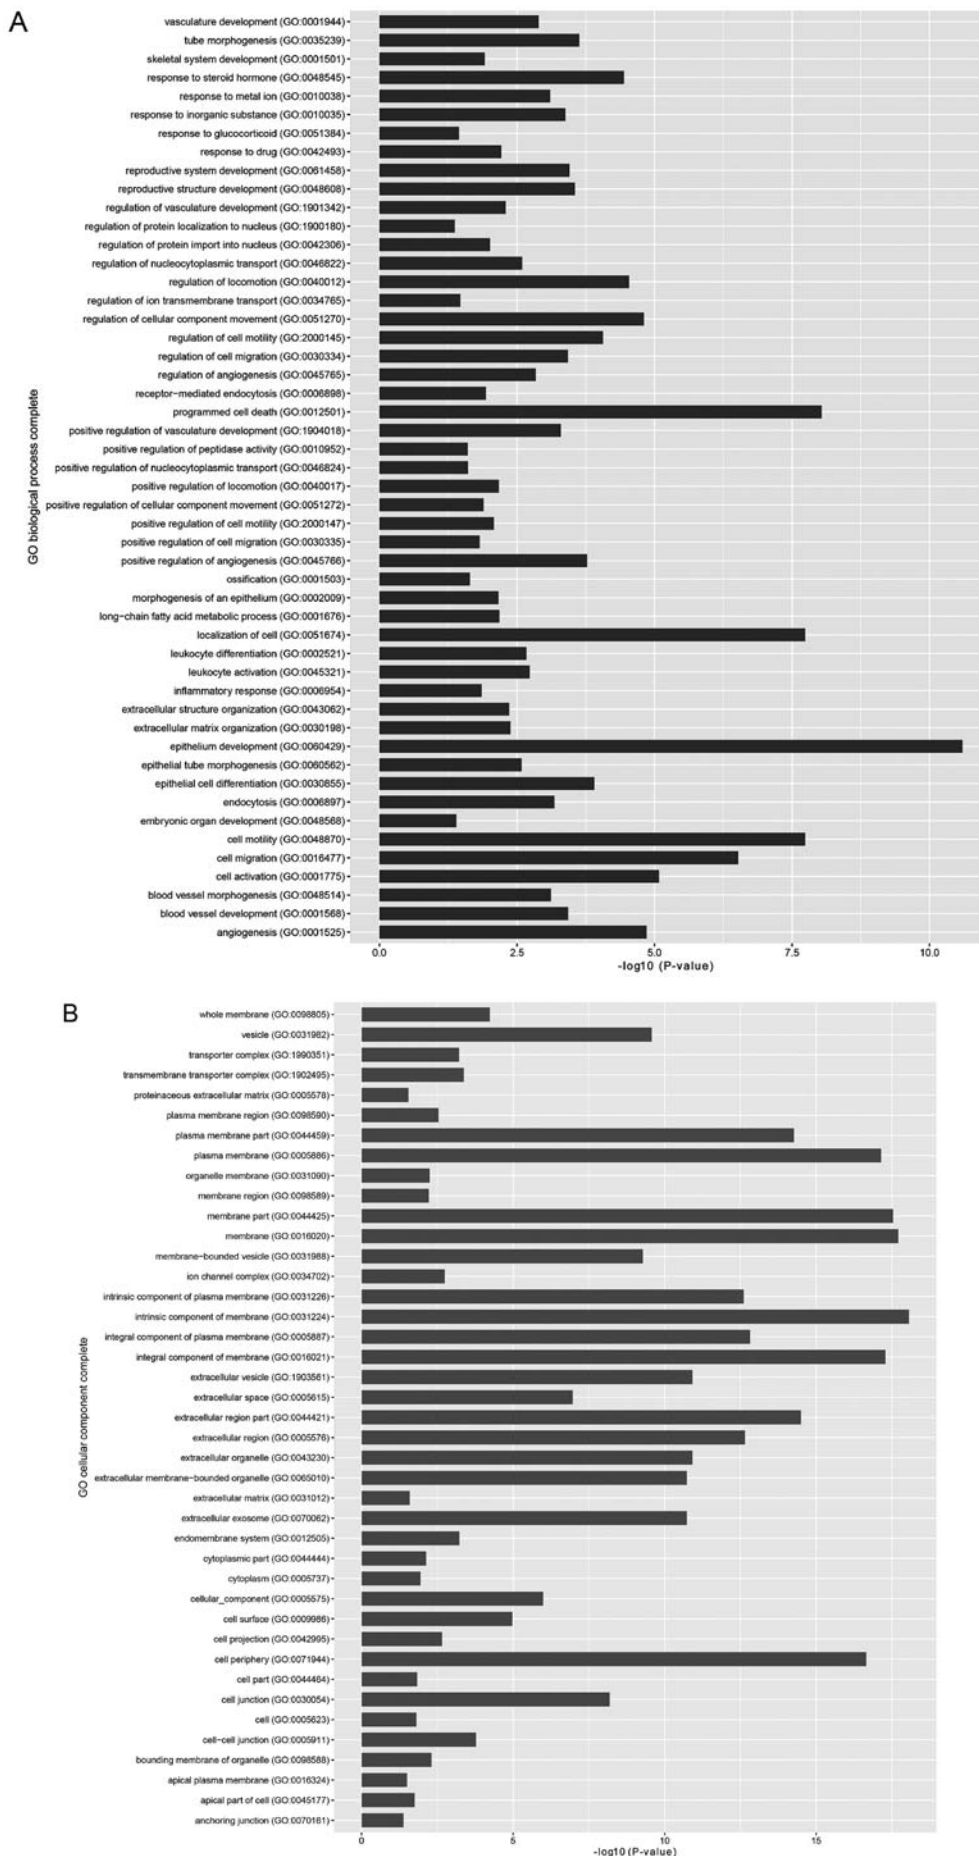 A
vasculature development (GO:0001944)
tube morphogenesis (GO:0035239)
skeletal system development (GO:0001501)
response to steroid hormone (GO:0048545)
response to metal ion (GO:0010038)
response to inorganic substance (GO:0010035)
response to glucocorticoid (GO:0051384)
response to drug (GO:0042493)
reproductive system development (GO:0061458)
reproductive structure development (GO:0048608)
regulation of vasculature development (GO:1901342)
regulation of protein localization to nucleus (GO:1900180)
regulation of protein import into nucleus (GO:0042306)
regulation of nucleocytoplasmic transport (GO:0046822)
regulation of locomotion (GO:0040012)
regulation of ion transmembrane transport (GO:0034765)
regulation of cellular component movement (GO:0051270)
regulation of cell motility (GO:2000145)
regulation of cell migration (GO:0030334)
regulation of angiogenesis (GO:0045765)
receptor-mediated endocytosis (GO:0006898)
programmed cell death (GO:0012501)
positive regulation of vasculature development (GO:1904018)
positive regulation of peptidase activity (GO:0010952)
positive regulation of nucleocytoplasmic transport (GO:0046824)
positive regulation of locomotion (GO:0040017)
positive regulation of cellular component movement (GO:0051272)
positive regulation of cell motility (GO:2000147)
positive regulation of cell migration (GO:0030335)
positive regulation of angiogenesis (GO:0045766)
ossification (GO:0001503)
morphogenesis of an epithelium (GO:0002009)
long-chain fatty acid metabolic process (GO:0001676)
localization of cell (GO:0051674)
leukocyte differentiation (GO:0002521)
leukocyte activation (GO:0045321)
inflammatory response (GO:0006954)
extracellular structure organization (GO:0043062)
extracellular matrix organization (GO:0030198)
epithelium development (GO:0060429)
epithelial tube morphogenesis (GO:0060562)
epithelial cell differentiation (GO:0030855)
endocytosis (GO:0006897)
embryonic organ development (GO:0048568)
cell motility (GO:0048870)
cell migration (GO:0016477)
cell activation (GO:0001775)
blood vessel morphogenesis (GO:0048514)
blood vessel development (GO:0001568)
angiogenesis (GO:0001525)
GO biological process complete
0.0 2.5 5.0 7.5 10.0
-log10 (P-value)
B
whole membrane (GO:0098805)
vesicle (GO:0031982)
transporter complex (GO:1990351)
transmembrane transporter complex (GO:1902495)
proteinaceous extracellular matrix (GO:0005578)
plasma membrane region (GO:0098590)
plasma membrane part (GO:0044459)
plasma membrane (GO:0005886)
organelle membrane (GO:0031090)
membrane region (GO:0098589)
membrane part (GO:0044425)
membrane (GO:0016020)
membrane-bounded vesicle (GO:0031988)
ion channel complex (GO:0034702)
intrinsic component of plasma membrane (GO:0031226)
intrinsic component of membrane (GO:0031224)
integral component of plasma membrane (GO:0005887)
integral component of membrane (GO:0016021)
extracellular vesicle (GO:1903561)
extracellular space (GO:0005615)
extracellular region part (GO:0044421)
extracellular region (GO:0005576)
extracellular organelle (GO:0043230)
extracellular membrane-bounded organelle (GO:0065010)
extracellular matrix (GO:0031012)
extracellular exosome (GO:0070062)
endomembrane system (GO:0012505)
cytoplasmic part (GO:0044444)
cytoplasm (GO:0005737)
cellular_component (GO:0005575)
cell surface (GO:0009986)
cell projection (GO:0042995)
cell periphery (GO:0071944)
cell part (GO:0044464)
cell junction (GO:0030054)
cell (GO:0005623)
cell-cell junction (GO:0005911)
bounding membrane of organelle (GO:0098588)
apical plasma membrane (GO:0016324)
apical part of cell (GO:0045177)
anchoring junction (GO:0070161)
GO cellular component complete
0 5 10 15
-log10 (P-value)